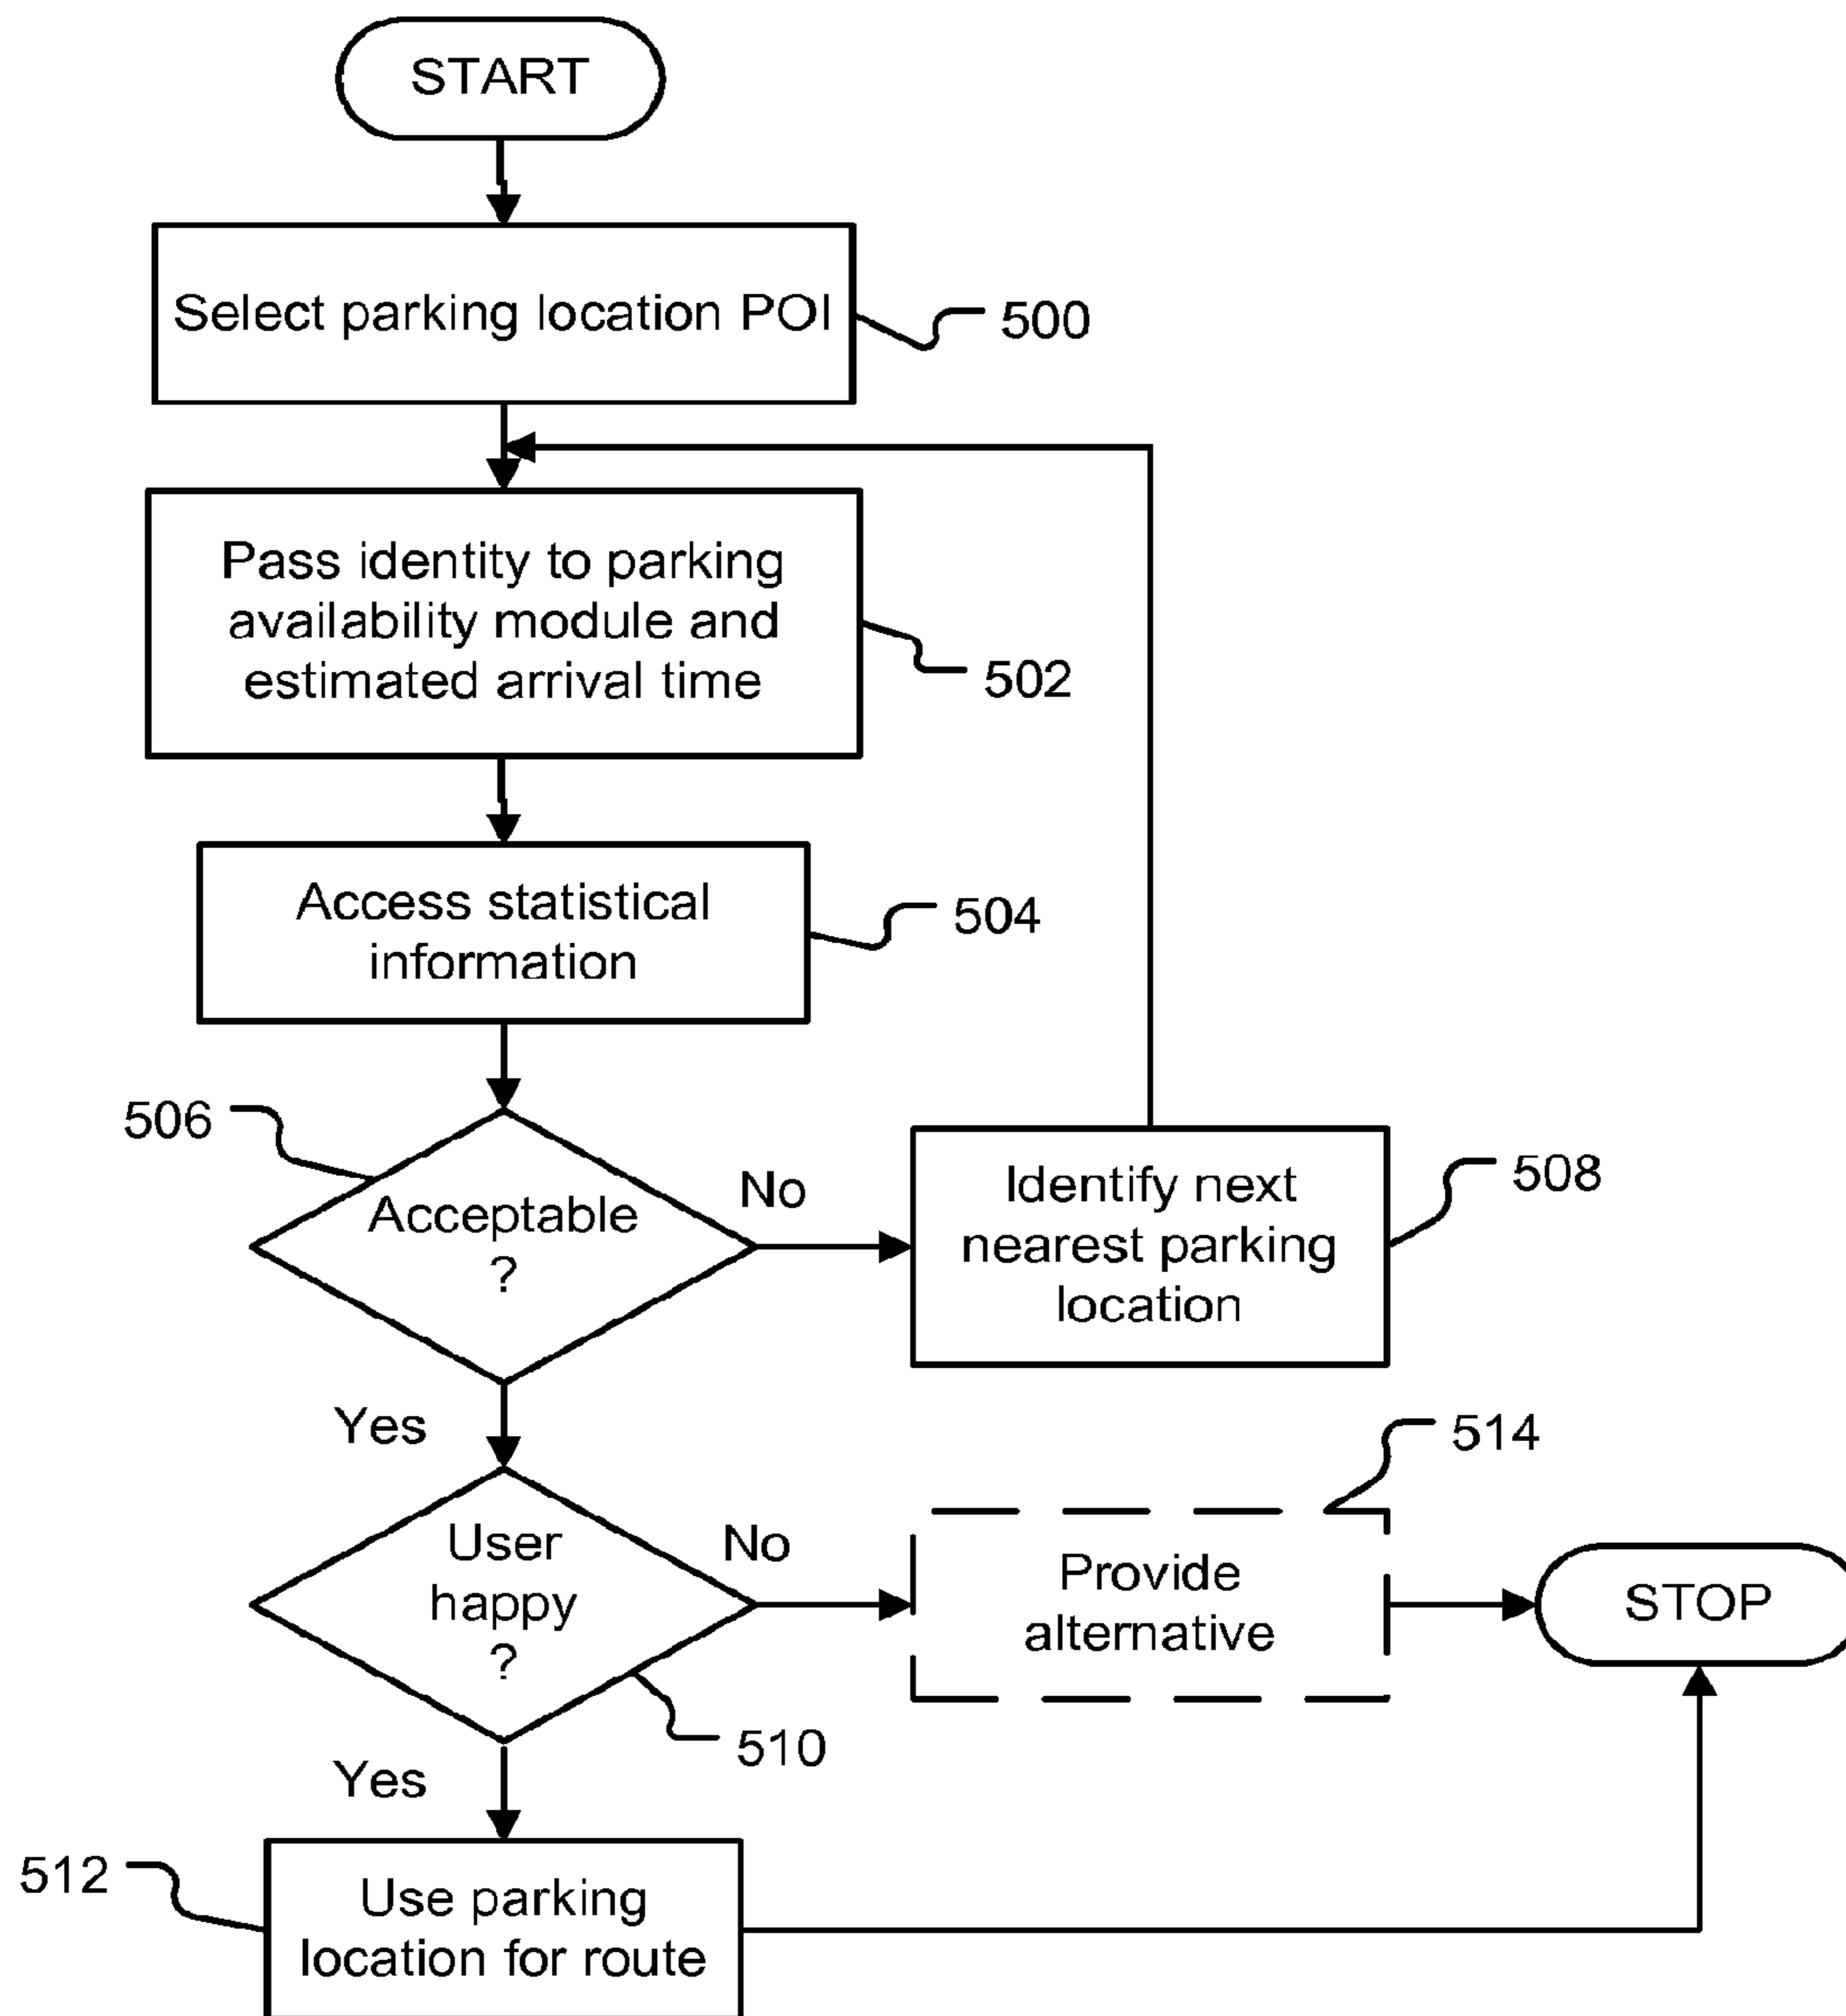 START
Select parking location POI
500
Pass identity to parking
availability module and
estimated arrival time
502
Access statistical
information
504
506
Acceptable
?
No
Identify next
nearest parking
location
508
Yes
User
happy
?
No
510
Provide
alternative
514
STOP
Yes
512
Use parking
location for route